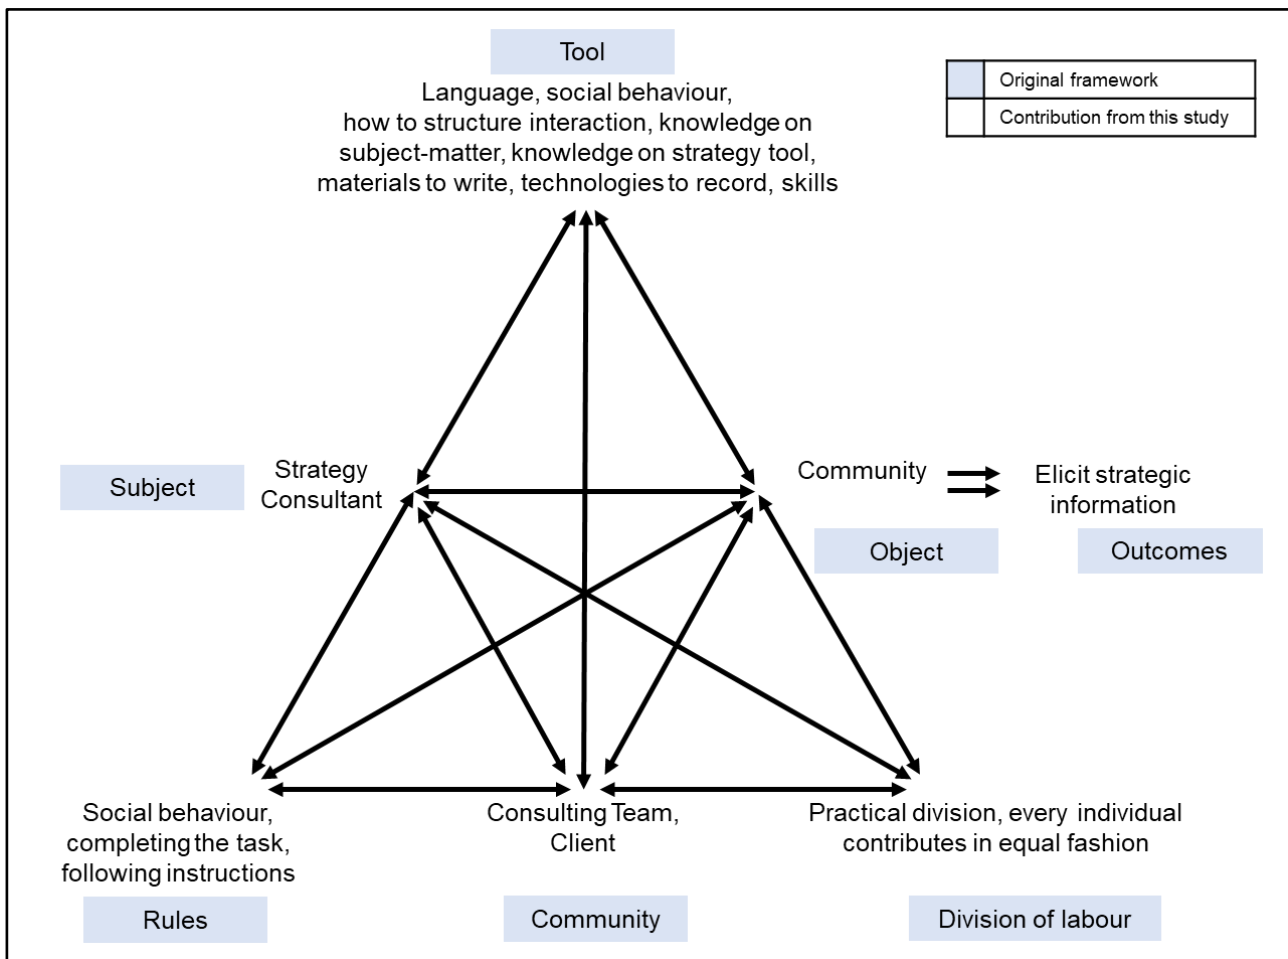 Tool
Language, social behaviour,
how to structure interaction, knowledge on
subject-matter, knowledge on strategy tool,
materials to write, technologies to record, skills
Original framework
Contribution from this study
Subject
Strategy
Consultant
Community
Elicit strategic
information
Object
Outcomes
Social behaviour,
completing the task,
following instructions
Rules
Consulting Team,
Client
Community
Practical division, every individual
contributes in equal fashion
Division of labour